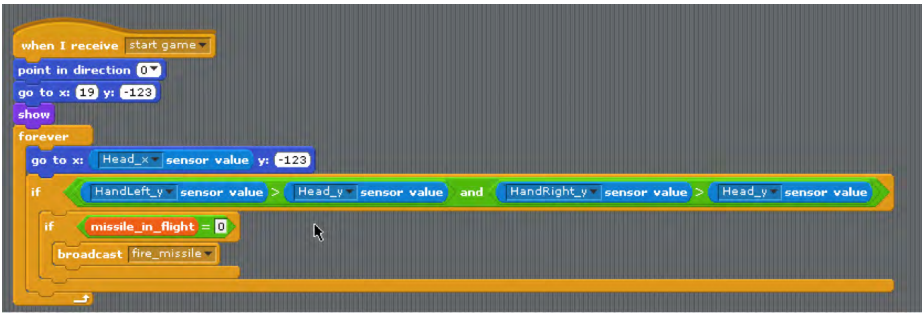 when I receive start game
point in direction 0
go to x: 19 y: -123
show
forever
go to x: Head_x sensor value y: -123
if HandLeft_y sensor value > Head_y sensor value and HandRight_y sensor value > Head_y sensor value
if missile_in_flight = 0
broadcast fire_missile